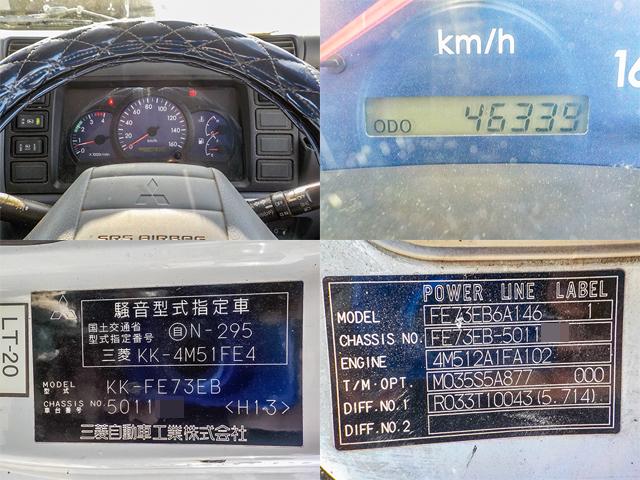 SRS AIRBAG
km/h
16
ODO 46339
LT-20
騒音型式指定車
国土交通省
型式指定番号 自N-295
三菱 KK-4M51FE4
MODEL
型式 KK-FE73EB
CHASSIS NO.
車台番号 5011 <H13>
三菱自動車工業株式会社
POWER LINE LABEL
MODEL FE73EB6A146 1
CHASSIS NO. FE73EB-5011
ENGINE 4M512A1FA102
T/M.OPT. M035S5A877 000
DIFF.NO.1 R033T10043(5.714).
DIFF.NO.2